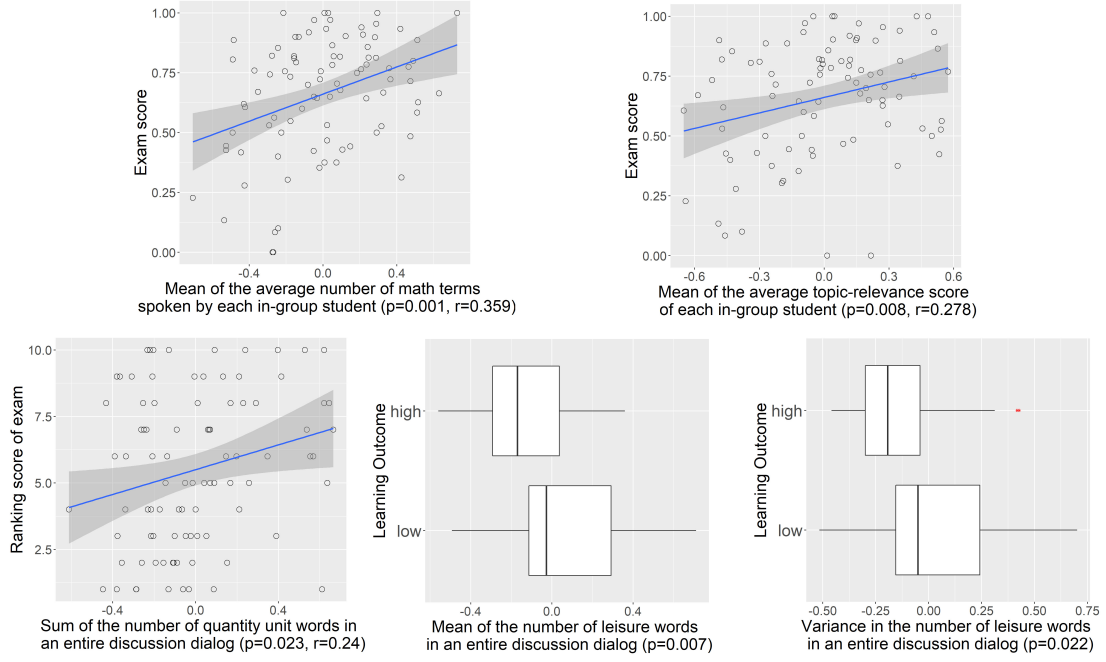 1.00
0.75
0.50
0.25
0.00
Exam score
-0.4
0.0
0.4
Mean of the average number of math terms
spoken by each in-group student (p=0.001, r=0.359)
1.00
0.75
0.50
0.25
0.00
Exam score
-0.6
-0.3
0.0
0.3
0.6
Mean of the average topic-relevance score
of each in-group student (p=0.008, r=0.278)
10.0
7.5
5.0
2.5
Ranking score of exam
-0.4
0.0
0.4
Sum of the number of quantity unit words in
an entire discussion dialog (p=0.023, r=0.24)
Learning Outcome
high
low
-0.4
0.0
0.4
Mean of the number of leisure words
in an entire discussion dialog (p=0.007)
Learning Outcome
high
low
-0.50
-0.25
0.00
0.25
0.50
0.75
Variance in the number of leisure words
in an entire discussion dialog (p=0.022)